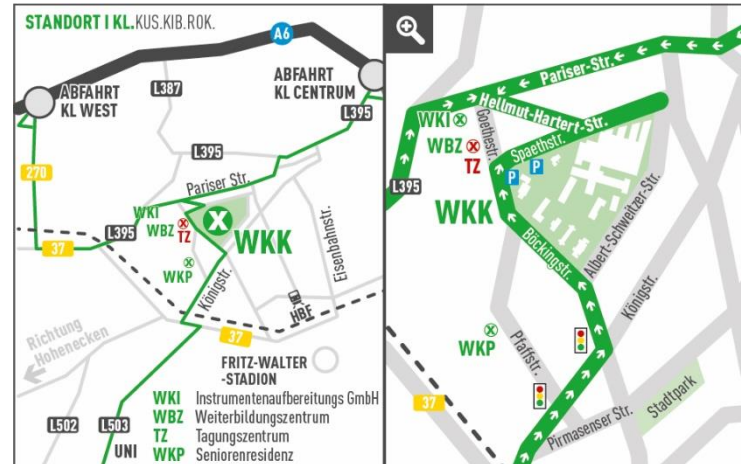 STANDORT I KL.KUS.KIB.ROK.
A6
ABFAHRT
KL WEST
ABFAHRT
KL CENTRUM
L387
L395
L395
270
Pariser Str.
L395
WKI
WBZ
TZ
X
WKK
37
WKP
Königstr.
Eisenbahnstr.
HBF
Richtung
Hohenecken
37
FRITZ-WALTER
-STADION
L502
L503
UNI
WKI Instrumentenaufbereitungs GmbH
WBZ Weiterbildungszentrum
TZ Tagungszentrum
WKP Seniorenresidenz
Pariser-Str.
Hellmut-Hartert-Str.
WKI
Goethestr.
WBZ
TZ
Spaethstr.
P
P
L395
WKK
Böckingstr.
Albert-Schweitzer-Str.
Königstr.
WKP
Pfaffstr.
37
Pirmasenser Str.
Stadtpark